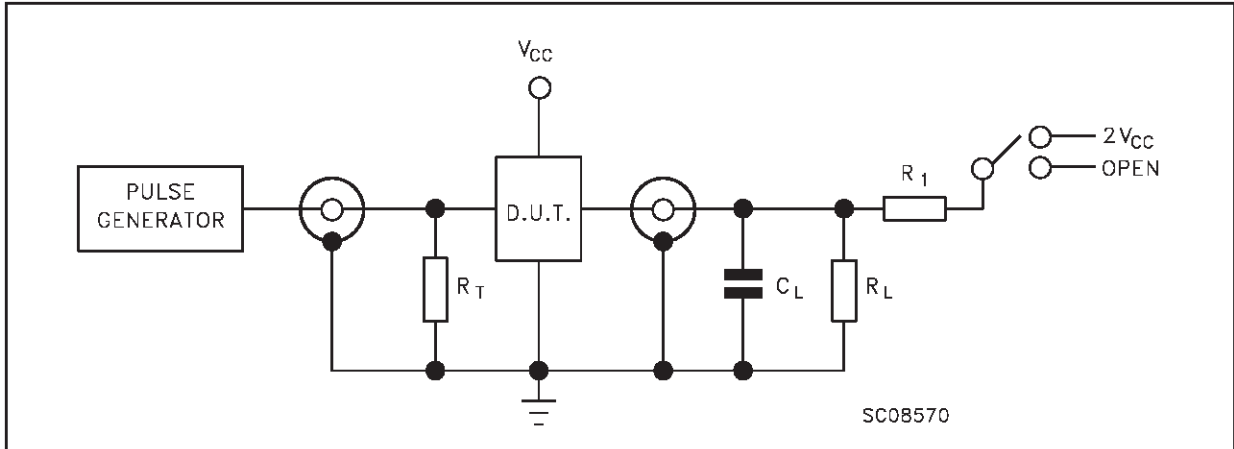 VCC
2VCC
OPEN
R1
PULSE
GENERATOR
D.U.T.
RT
CL
RL
SC08570